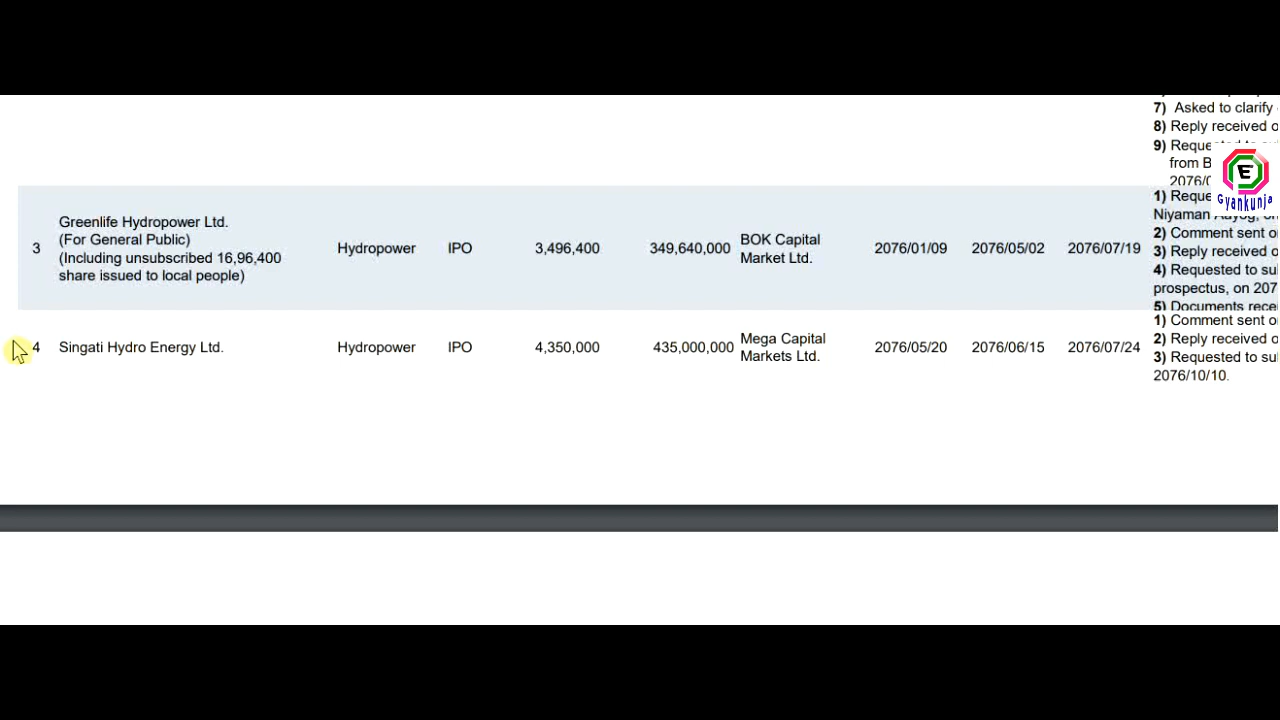 7) Asked to clarify
8) Reply received
9)
from B
Greenlife Hydropower Ltd.
(For General Public)
(Including unsubscribed 16,96,400
share issued to local people)
3
Hydropower
IPO
3,496,400
349,640,000
BOK Capital
Market Ltd.
2076/01/09
2076/05/02
2076/07/19
1)
Niyaman Aayog,
2) Comment sent
3) Reply received
4) Requested to
prospectus, on
5) Documents
4
Singati Hydro Energy Ltd.
Hydropower
IPO
4,350,000
435,000,000
Mega Capital
Markets Ltd.
2076/05/20
2076/06/15
2076/07/24
1) Comment sent
2) Reply received
3) Requested to
2076/10/10.
E
Gyankunja